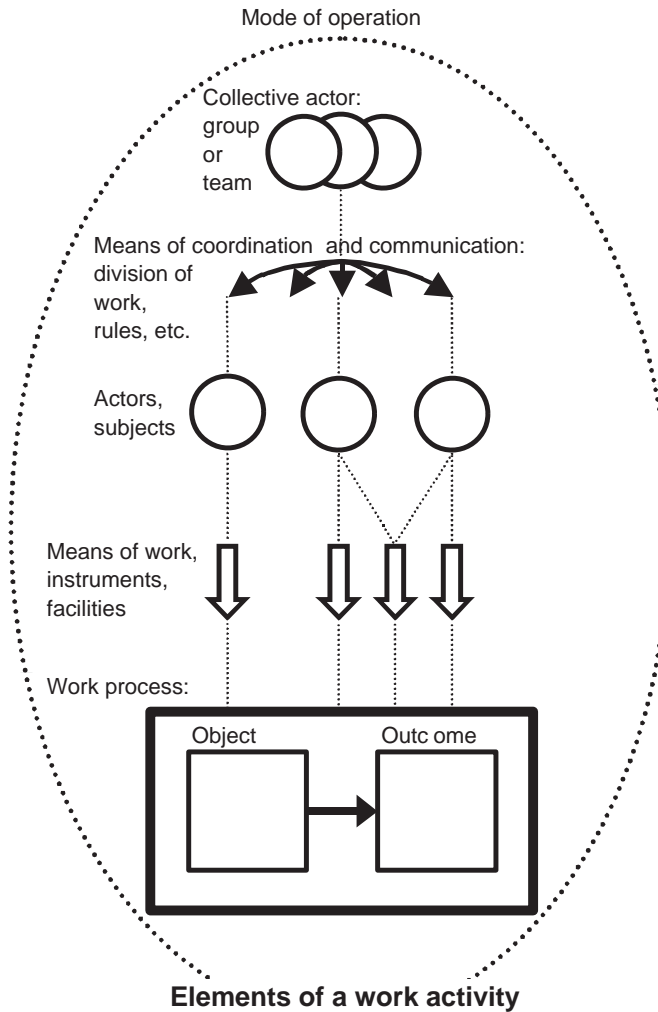 Mode of operation
Collective actor:
group
or
team
Means of coordination and communication:
division of
work,
rules, etc.
Actors,
subjects
Means of work,
instruments,
facilities
Work process:
Object
Outc ome
Elements of a work activity